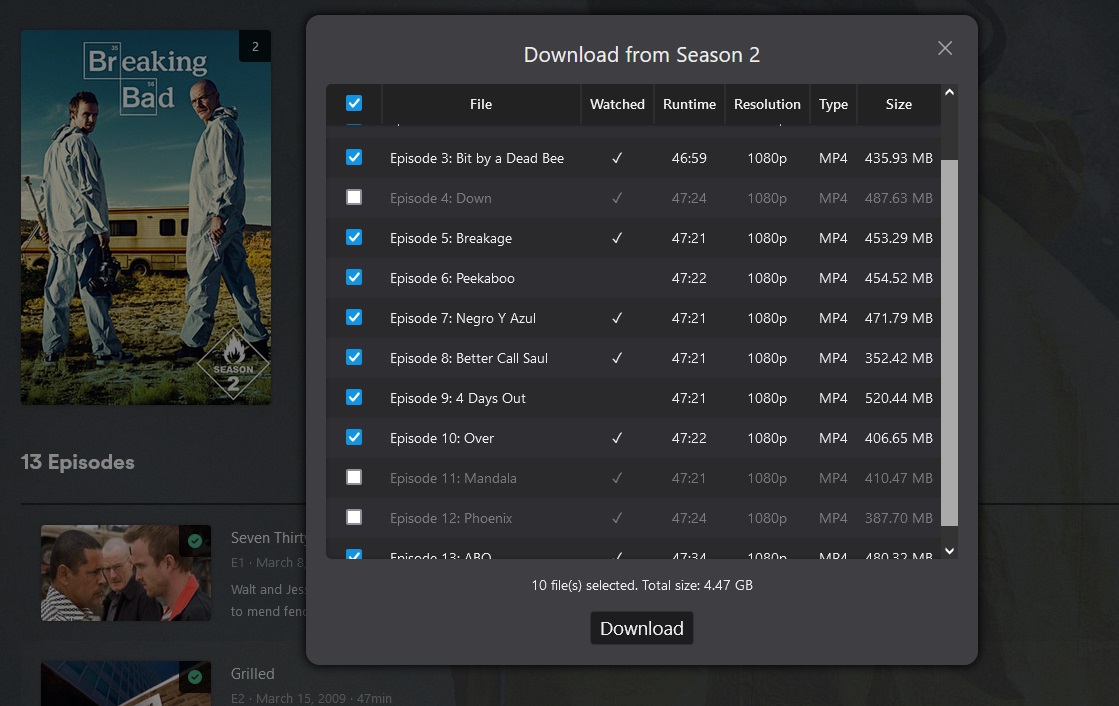 2
35
Breaking
56
Bad
SEASON
2
13 Episodes
Seven Thirty
E1 · March 8,
Walt and Jes
to mend fenc
Grilled
E2 · March 15, 2009 · 47min
Download from Season 2
File Watched Runtime Resolution Type Size
Episode 3: Bit by a Dead Bee ✓ 46:59 1080p MP4 435.93 MB
Episode 4: Down ✓ 47:24 1080p MP4 487.63 MB
Episode 5: Breakage ✓ 47:21 1080p MP4 453.29 MB
Episode 6: Peekaboo 47:22 1080p MP4 454.52 MB
Episode 7: Negro Y Azul ✓ 47:21 1080p MP4 471.79 MB
Episode 8: Better Call Saul ✓ 47:21 1080p MP4 352.42 MB
Episode 9: 4 Days Out 47:21 1080p MP4 520.44 MB
Episode 10: Over ✓ 47:22 1080p MP4 406.65 MB
Episode 11: Mandala ✓ 47:21 1080p MP4 410.47 MB
Episode 12: Phoenix ✓ 47:24 1080p MP4 387.70 MB
Episode 13: ABQ ✓ 47:34 1080p MP4 480.32 MB
10 file(s) selected. Total size: 4.47 GB
Download